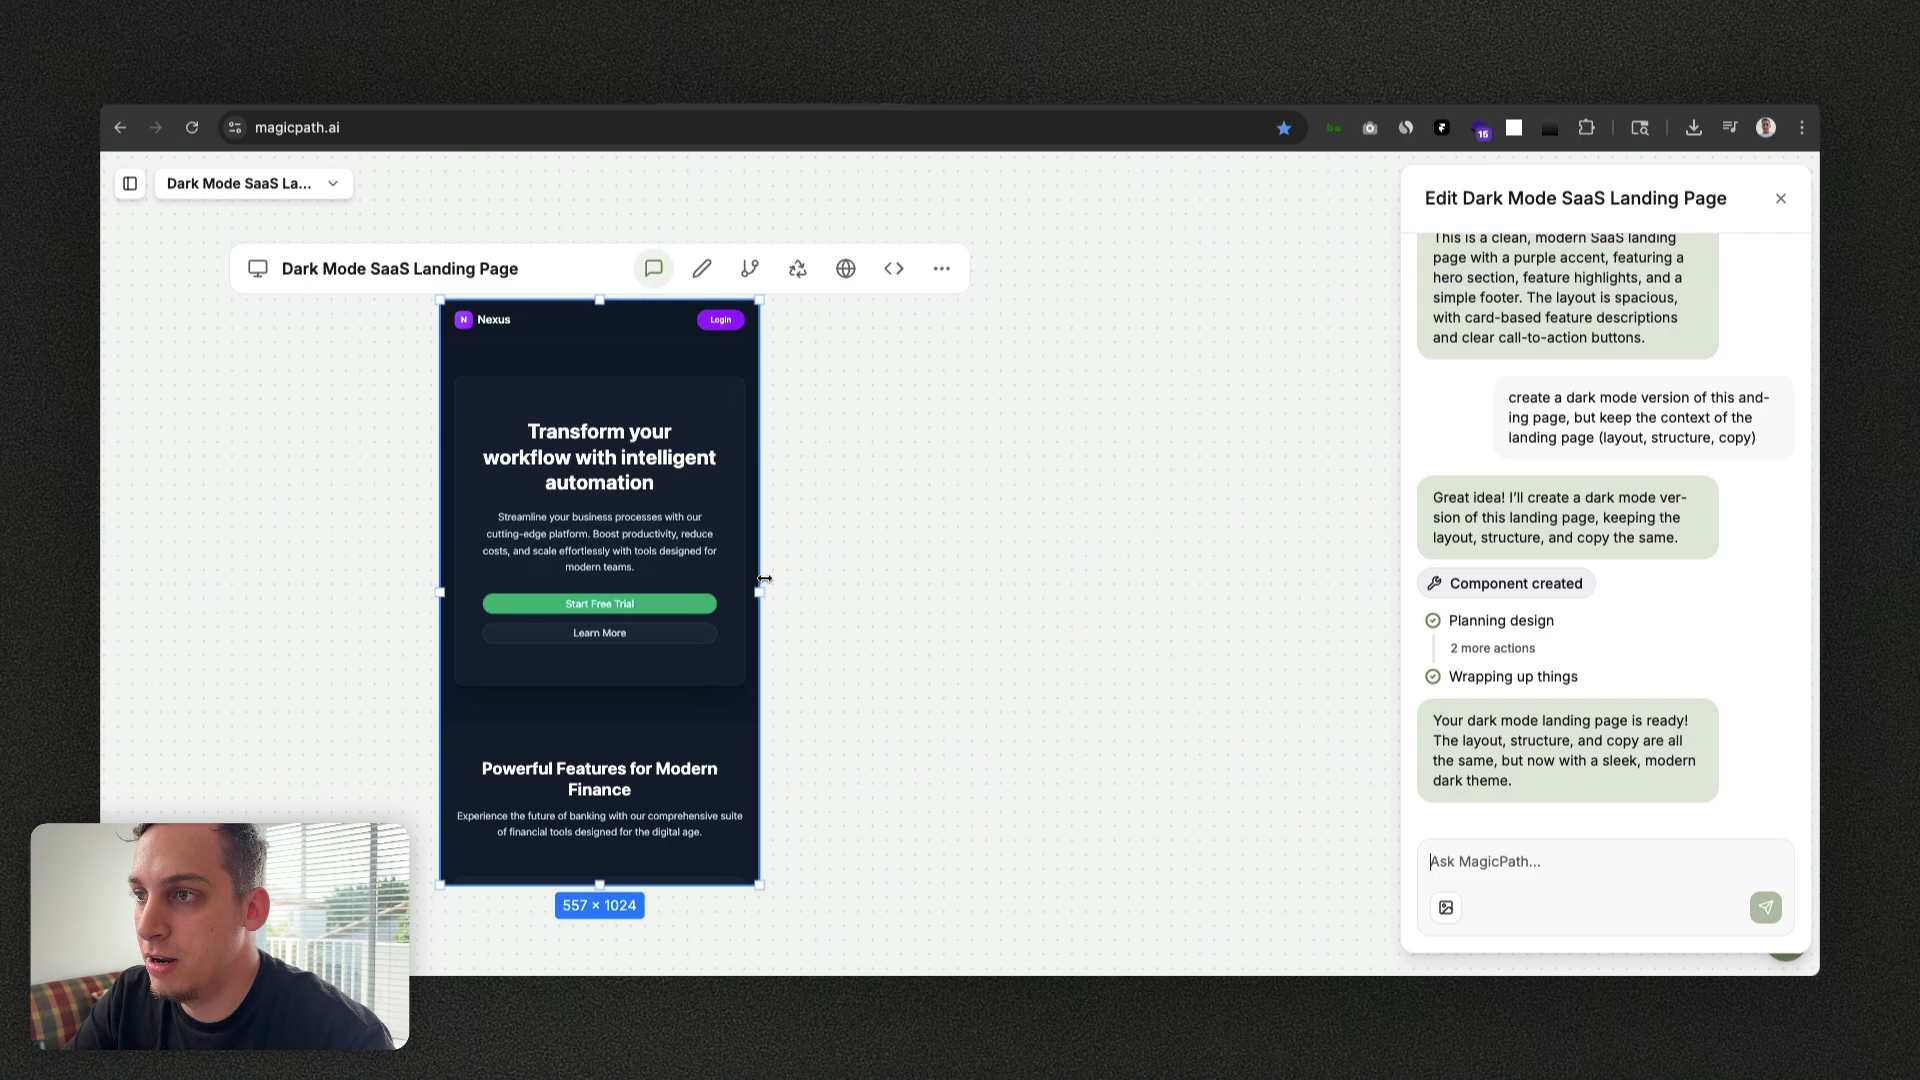 magicpath.ai
15
Dark Mode SaaS La...
Dark Mode SaaS Landing Page
N Nexus
Login
Transform your
workflow with intelligent
automation
Streamline your business processes with our
cutting-edge platform. Boost productivity, reduce
costs, and scale effortlessly with tools designed for
modern teams.
Start Free Trial
Learn More
Powerful Features for Modern
Finance
Experience the future of banking with our comprehensive suite
of financial tools designed for the digital age.
557 × 1024
Edit Dark Mode SaaS Landing Page
This is a clean, modern SaaS landing
page with a purple accent, featuring a
hero section, feature highlights, and a
simple footer. The layout is spacious,
with card-based feature descriptions
and clear call-to-action buttons.
create a dark mode version of this and-
ing page, but keep the context of the
landing page (layout, structure, copy)
Great idea! I'll create a dark mode ver-
sion of this landing page, keeping the
layout, structure, and copy the same.
Component created
Planning design
2 more actions
Wrapping up things
Your dark mode landing page is ready!
The layout, structure, and copy are all
the same, but now with a sleek, modern
dark theme.
Ask MagicPath...